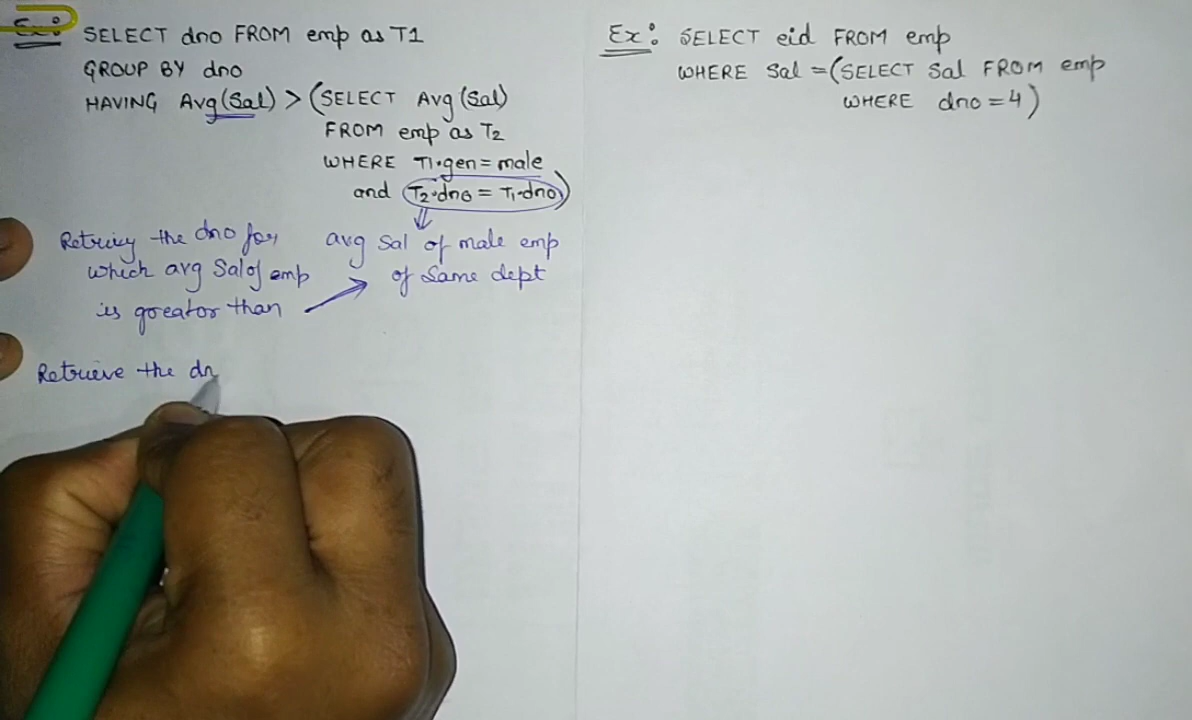 Ex: SELECT dno FROM emp as T1
GROUP BY dno
HAVING Avg(Sal) > (SELECT Avg(Sal)
FROM emp as T2
WHERE T1.gen = male
and T2.dno = T1.dno)
Retriev the dno for which avg Sal of emp is greator than
avg Sal of male emp of Same dept
Retrieve the dn
Ex: SELECT eid FROM emp
WHERE Sal = (SELECT Sal FROM emp
WHERE dno = 4)